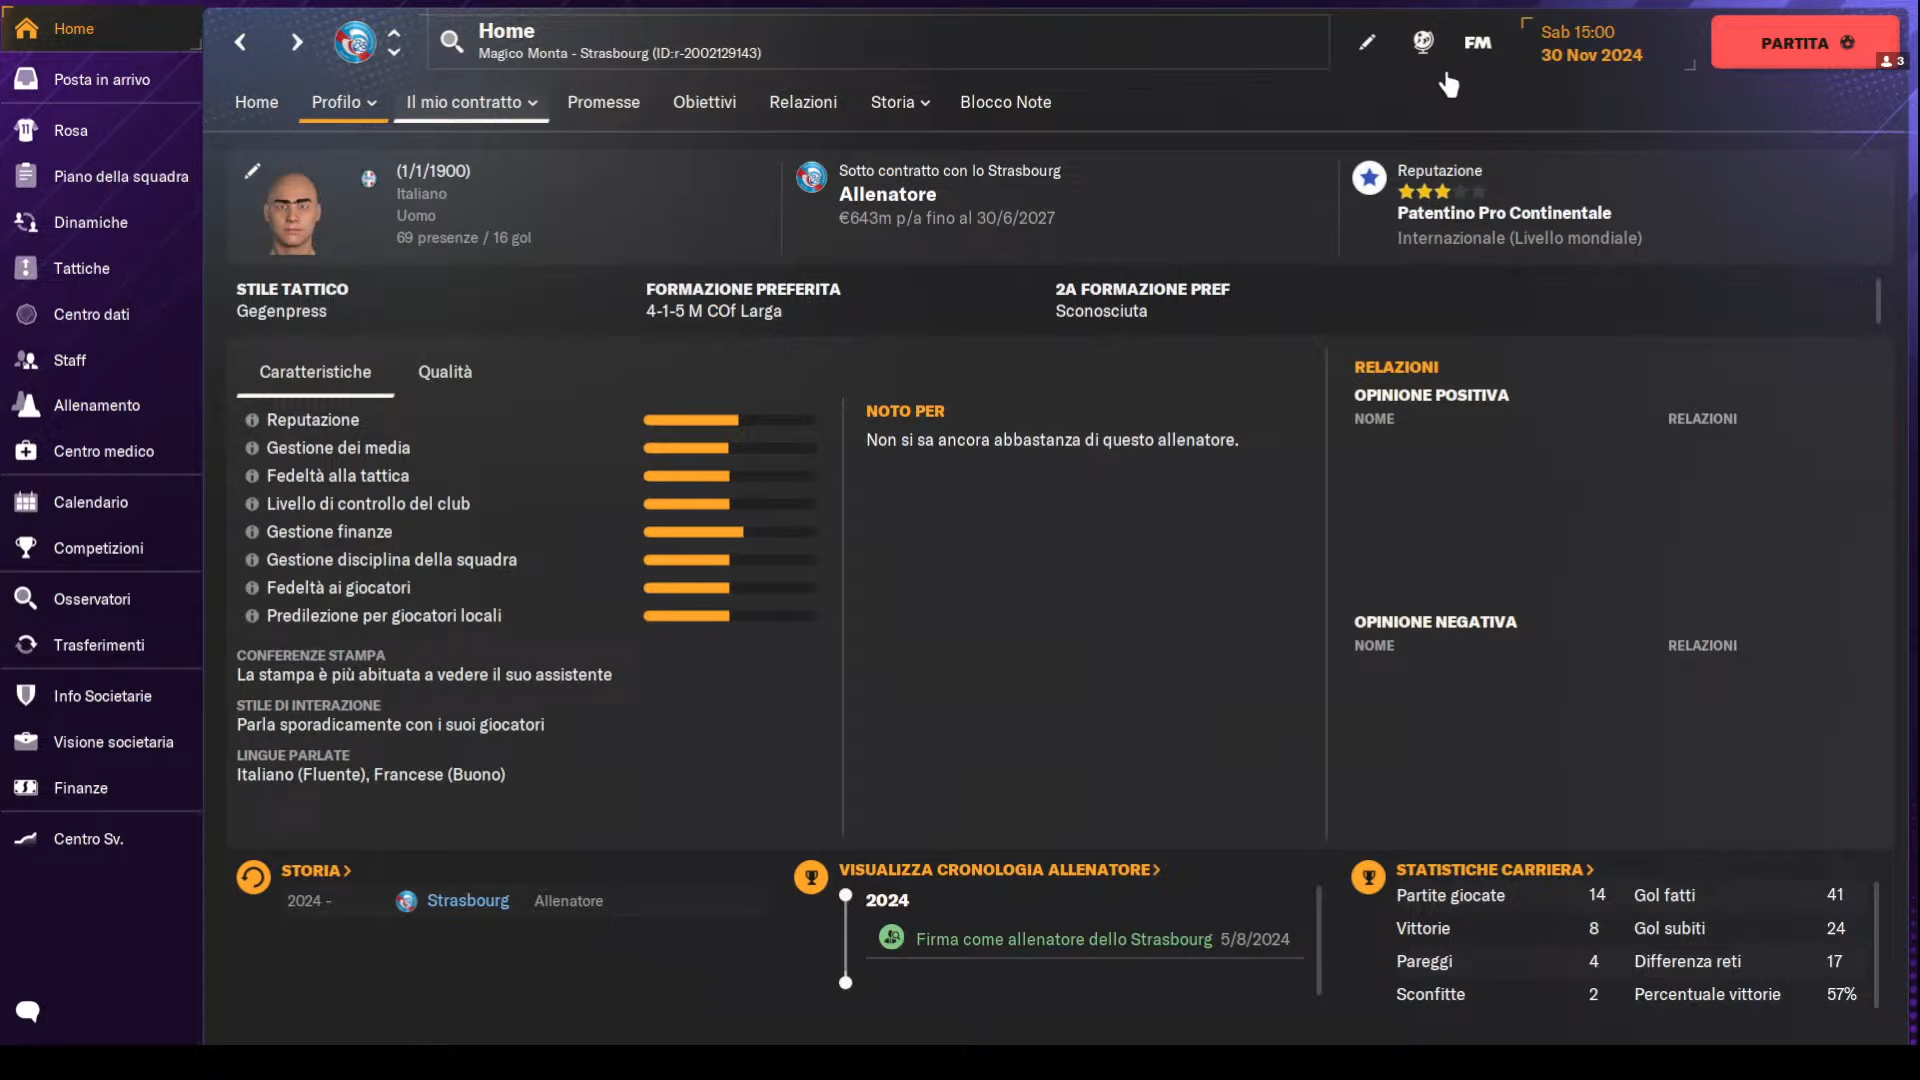 Home
Posta in arrivo
Rosa
Piano della squadra
Dinamiche
Tattiche
Centro dati
Staff
Allenamento
Centro medico
Calendario
Competizioni
Osservatori
Trasferimenti
Info Societarie
Visione societaria
Finanze
Centro Sv.
Home
Magico Monta - Strasbourg (ID:r-2002129143)
FM
Sab 15:00
30 Nov 2024
PARTITA
3
Home Profilo Il mio contratto Promesse Obiettivi Relazioni Storia Blocco Note
(1/1/1900)
Italiano
Uomo
69 presenze / 16 gol
Sotto contratto con lo Strasbourg
Allenatore
€643m p/a fino al 30/6/2027
Reputazione
Patentino Pro Continentale
Internazionale (Livello mondiale)
STILE TATTICO
Gegenpress
FORMAZIONE PREFERITA
4-1-5 M COf Larga
2A FORMAZIONE PREF
Sconosciuta
Caratteristiche Qualità
Reputazione
Gestione dei media
Fedeltà alla tattica
Livello di controllo del club
Gestione finanze
Gestione disciplina della squadra
Fedeltà ai giocatori
Predilezione per giocatori locali
CONFERENZE STAMPA
La stampa è più abituata a vedere il suo assistente
STILE DI INTERAZIONE
Parla sporadicamente con i suoi giocatori
LINGUE PARLATE
Italiano (Fluente), Francese (Buono)
NOTO PER
Non si sa ancora abbastanza di questo allenatore.
RELAZIONI
OPINIONE POSITIVA
NOME RELAZIONI
OPINIONE NEGATIVA
NOME RELAZIONI
STORIA >
2024 - Strasbourg Allenatore
VISUALIZZA CRONOLOGIA ALLENATORE >
2024
Firma come allenatore dello Strasbourg 5/8/2024
STATISTICHE CARRIERA >
Partite giocate 14 Gol fatti 41
Vittorie 8 Gol subiti 24
Pareggi 4 Differenza reti 17
Sconfitte 2 Percentuale vittorie 57%